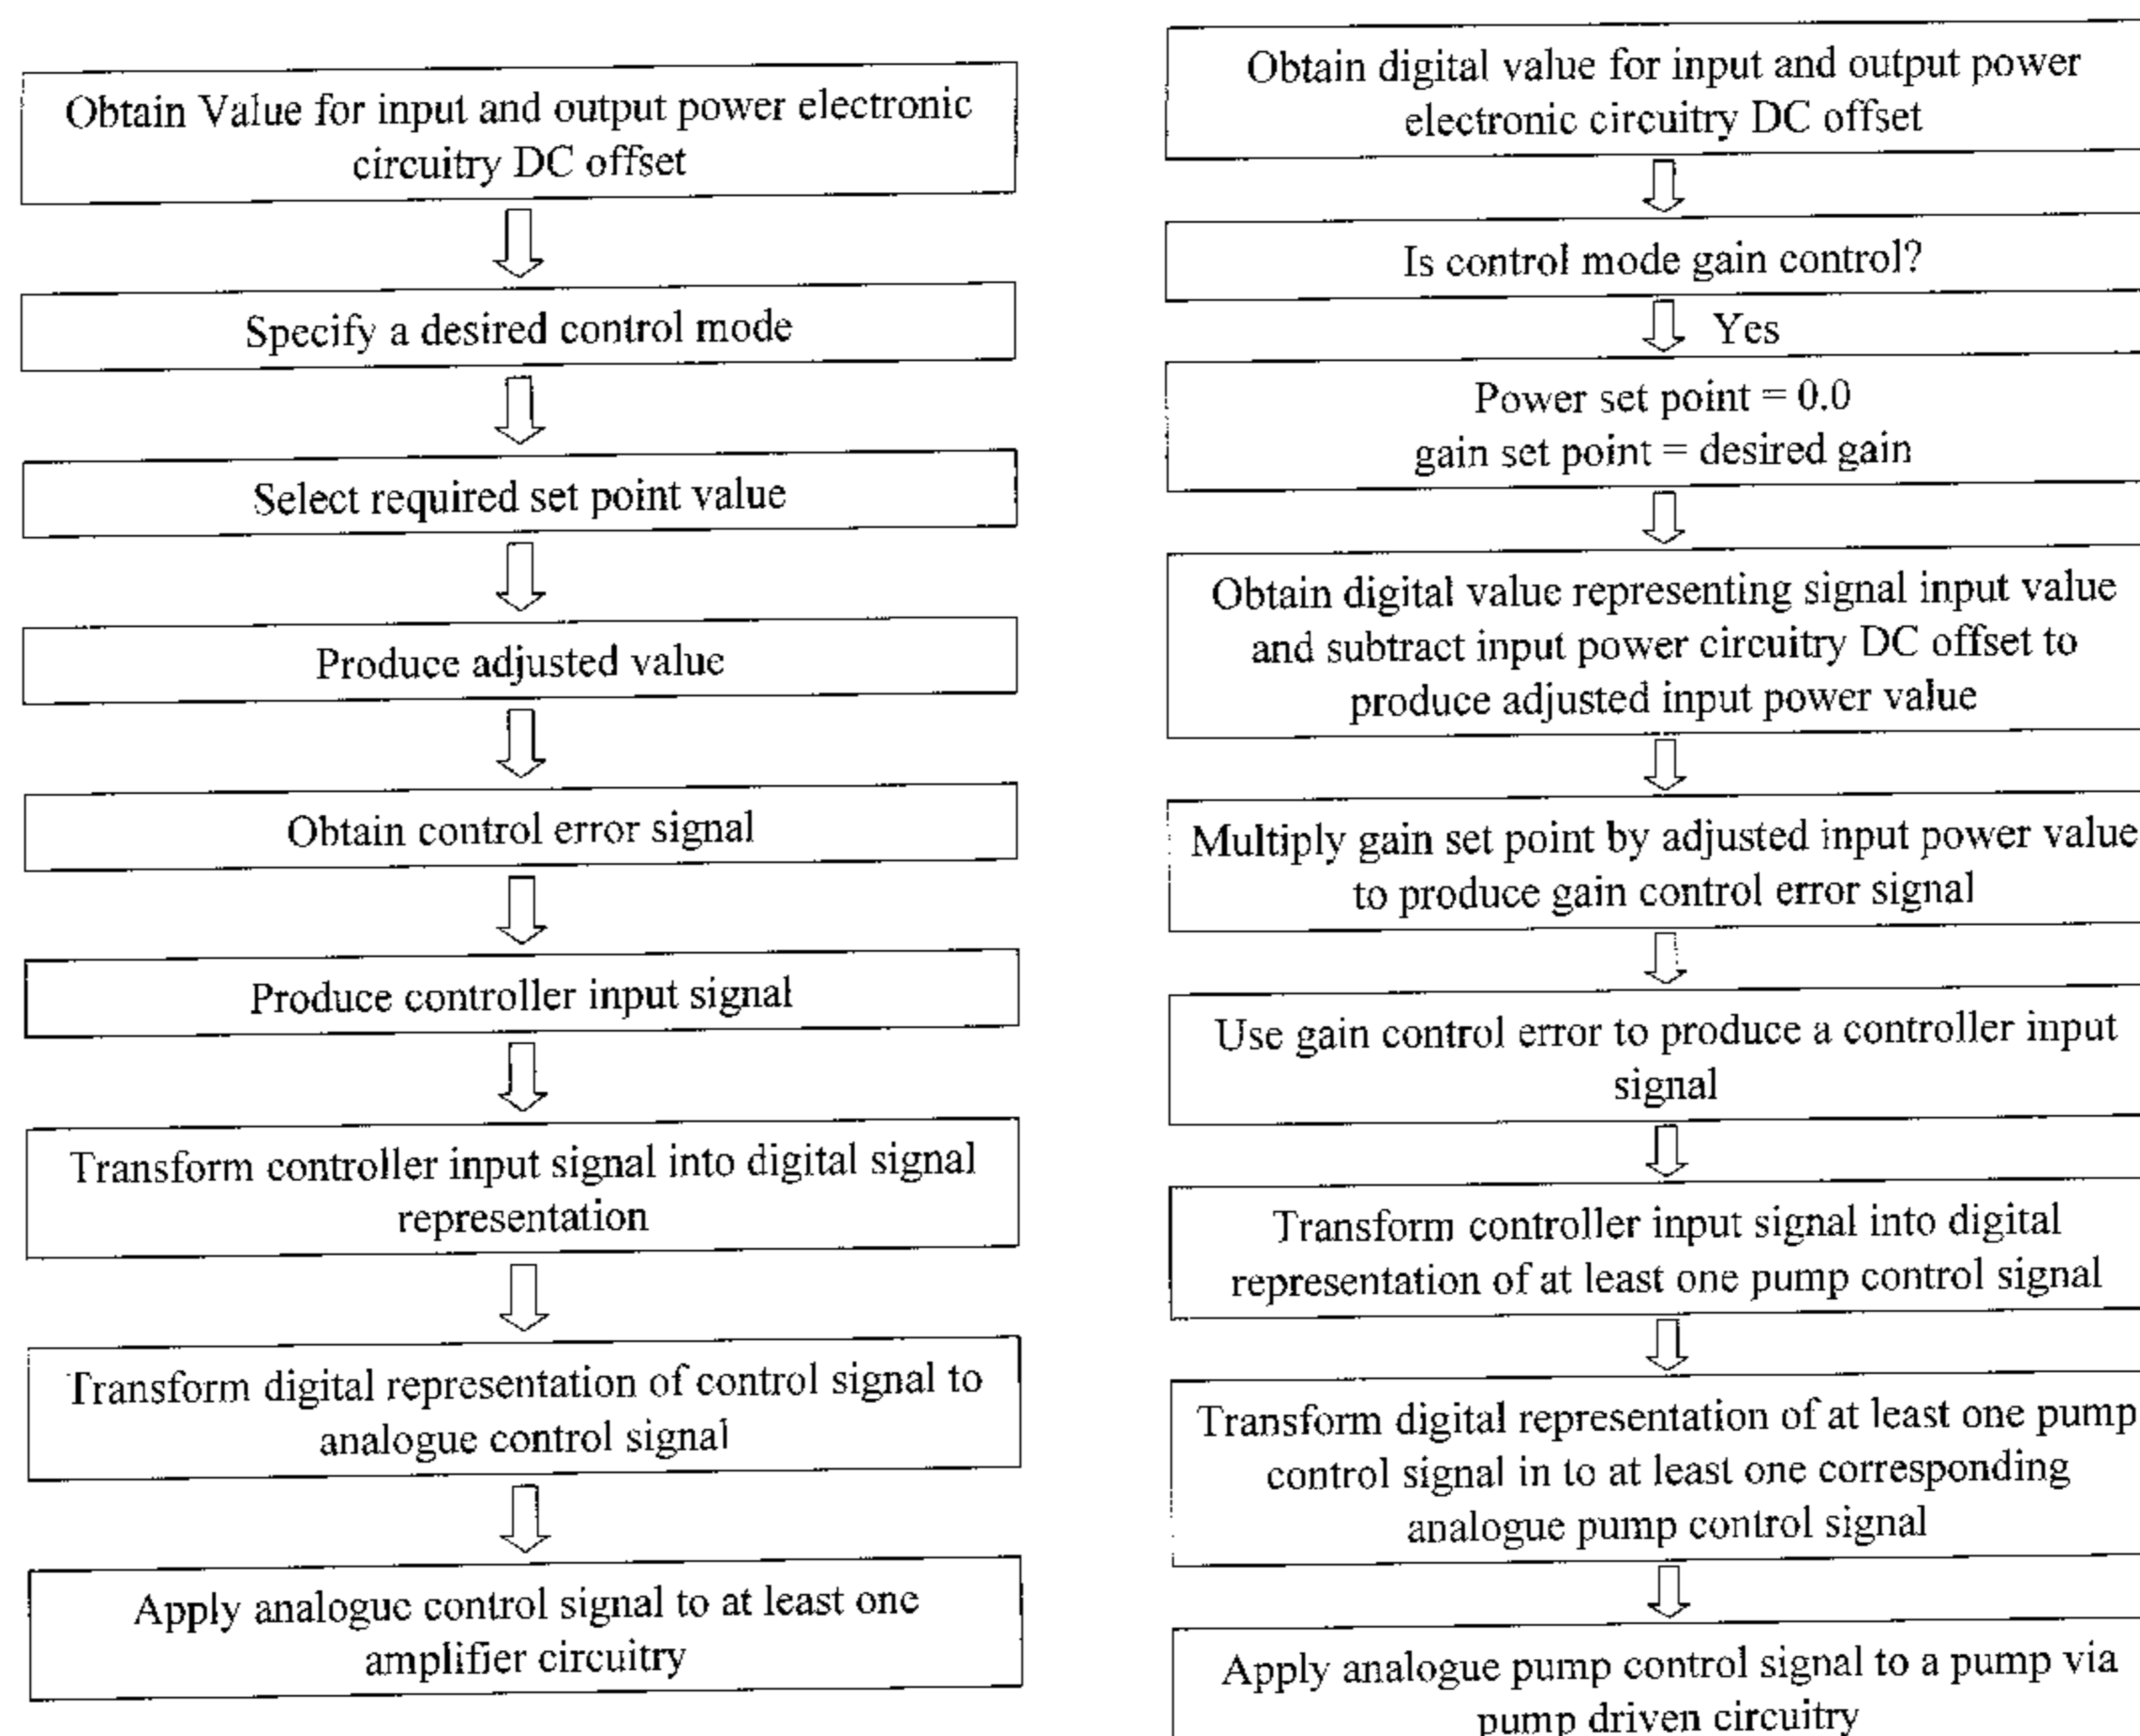 Obtain Value for input and output power electronic
circuitry DC offset
Specify a desired control mode
Select required set point value
Produce adjusted value
Obtain control error signal
Produce controller input signal
Transform controller input signal into digital signal
representation
Transform digital representation of control signal to
analogue control signal
Apply analogue control signal to at least one
amplifier circuitry
Obtain digital value for input and output power
electronic circuitry DC offset
Is control mode gain control?
Yes
Power set point = 0.0
gain set point = desired gain
Obtain digital value representing signal input value
and subtract input power circuitry DC offset to
produce adjusted input power value
Multiply gain set point by adjusted input power value
to produce gain control error signal
Use gain control error to produce a controller input
signal
Transform controller input signal into digital
representation of at least one pump control signal
Transform digital representation of at least one pump
control signal in to at least one corresponding
analogue pump control signal
Apply analogue pump control signal to a pump via
pump driven circuitry